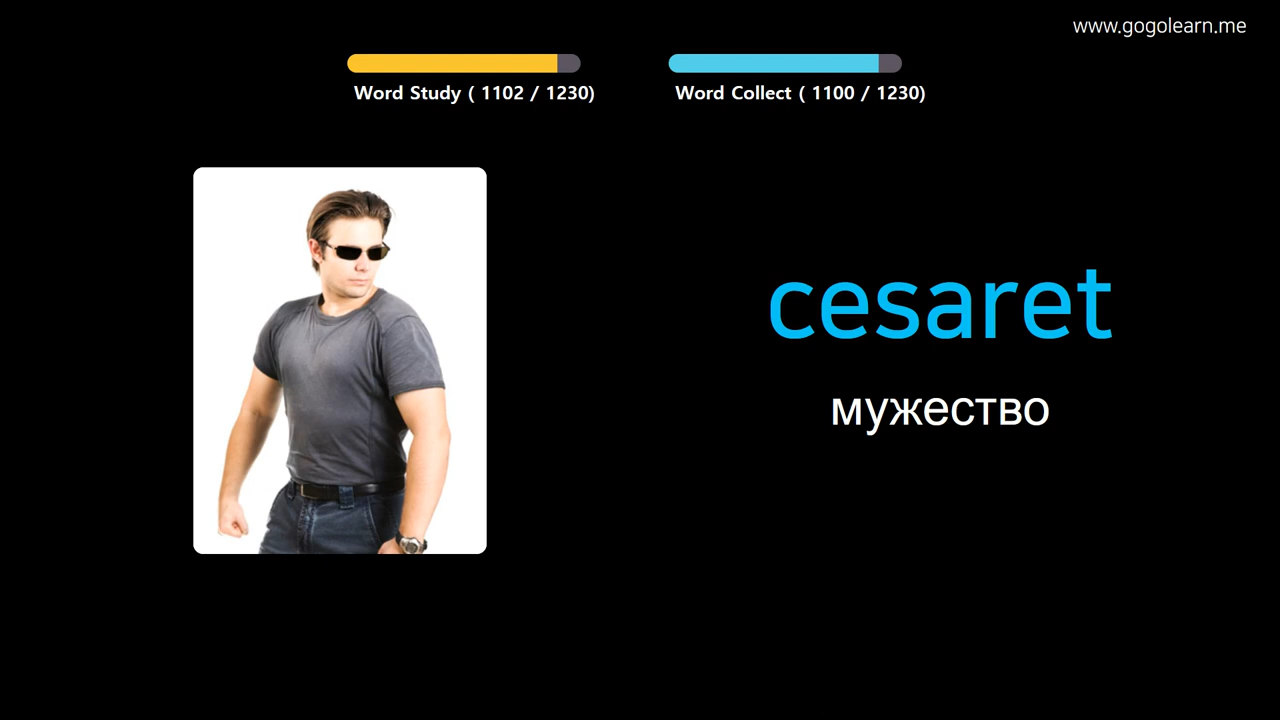 www.gogolearn.me
Word Study ( 1102 / 1230)
Word Collect ( 1100 / 1230)
cesaret
мужество